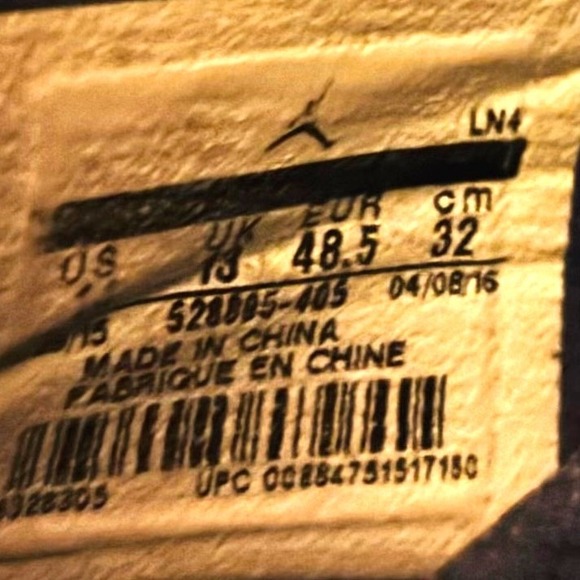 LN4
US UK EUR cm
13 48.5 32
528895-405 04/08/16
MADE IN CHINA
FABRIQUE EN CHINE
UPC 00884751517150